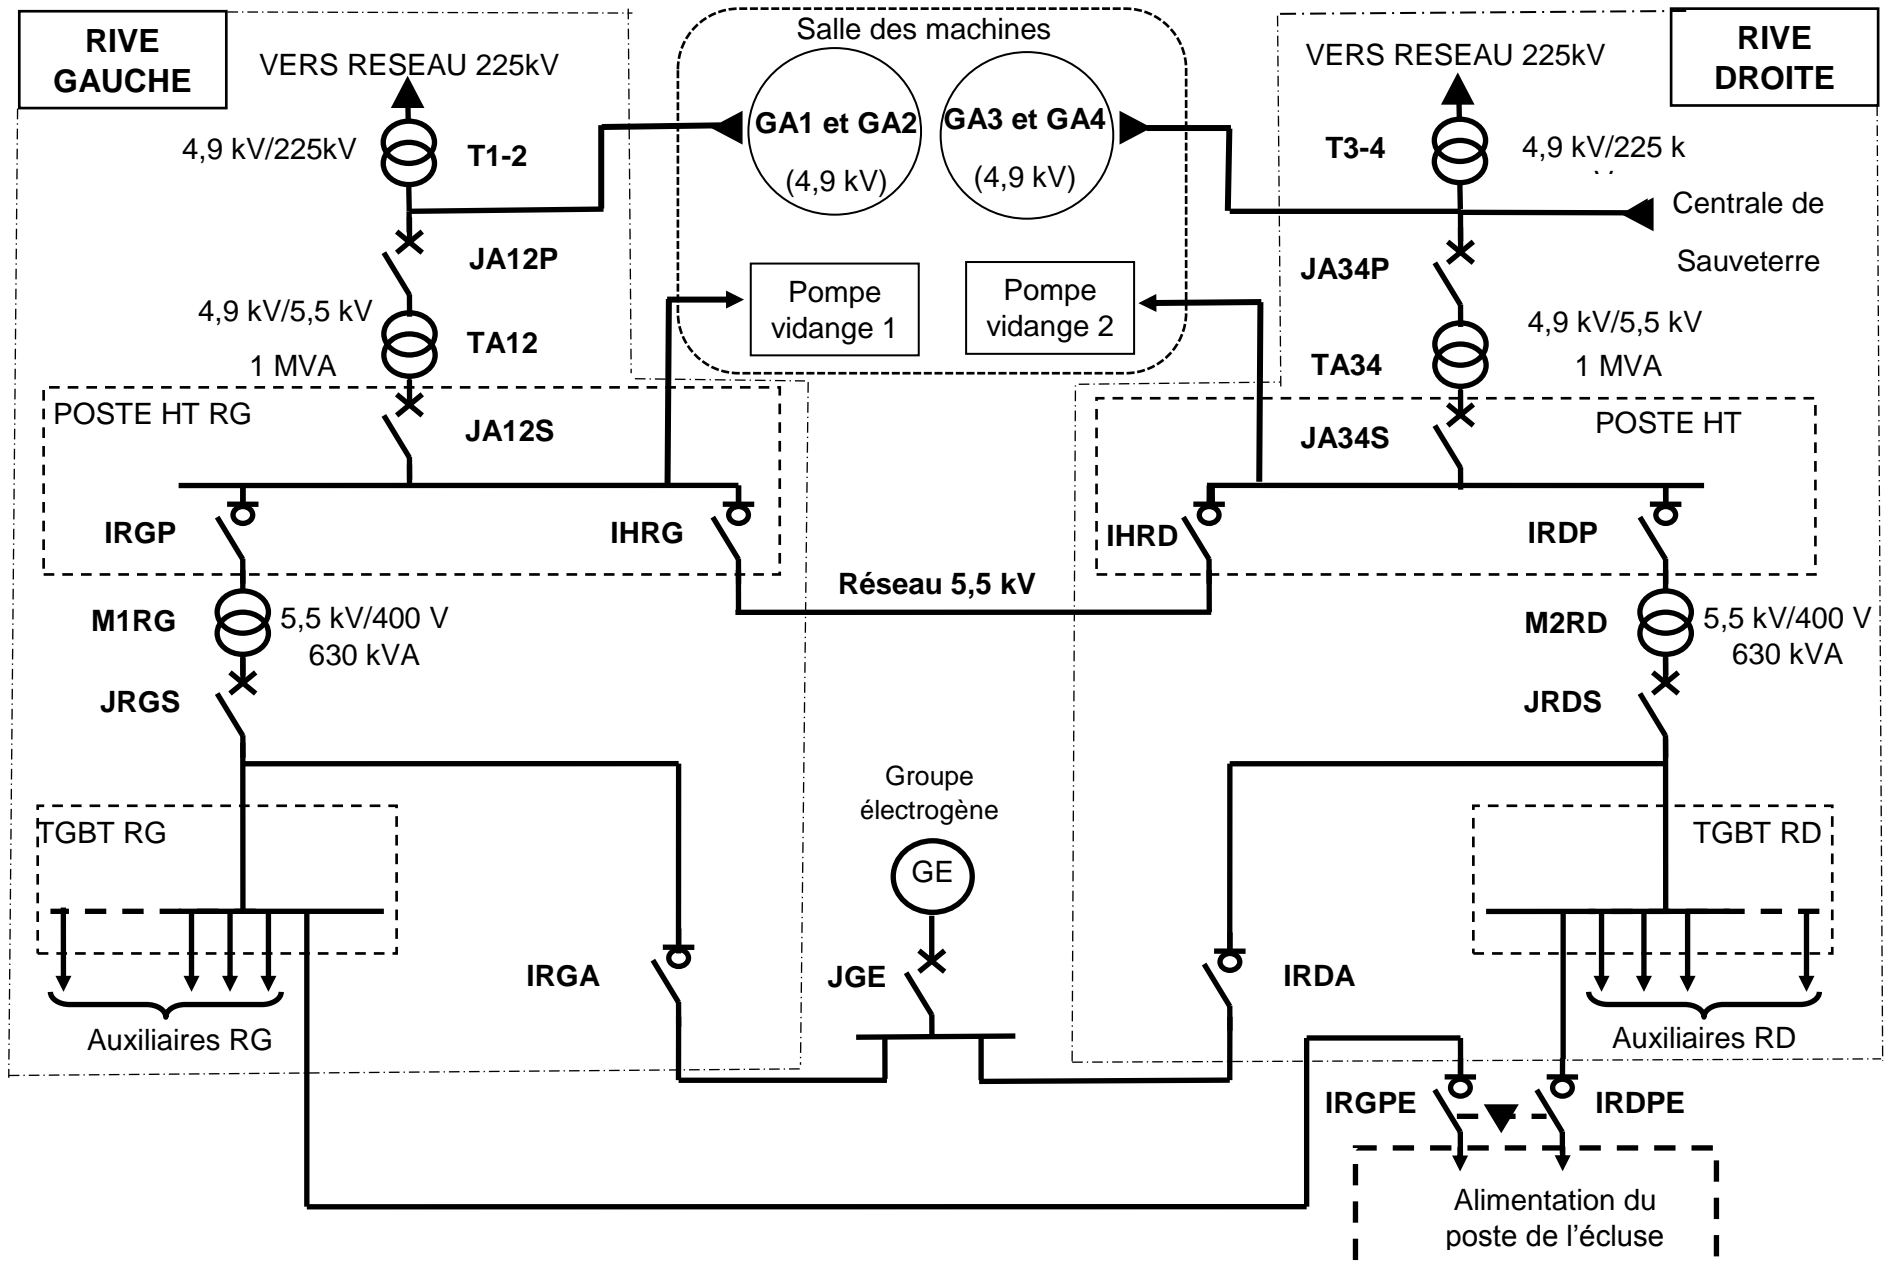 RIVE
GAUCHE
VERS RESEAU 225kV
4,9 kV/225kV
T1-2
JA12P
4,9 kV/5,5 kV
1 MVA
TA12
POSTE HT RG
JA12S
IRGP
IHRG
M1RG
5,5 kV/400 V
630 kVA
JRGS
TGBT RG
Auxiliaires RG
IRGA
Salle des machines
GA1 et GA2
(4,9 kV)
GA3 et GA4
(4,9 kV)
Pompe
vidange 1
Pompe
vidange 2
Réseau 5,5 kV
Groupe
électrogène
GE
JGE
RIVE
DROITE
VERS RESEAU 225kV
T3-4
4,9 kV/225 k
Centrale de
Sauveterre
JA34P
4,9 kV/5,5 kV
1 MVA
TA34
POSTE HT
JA34S
IHRD
IRDP
M2RD
5,5 kV/400 V
630 kVA
JRDS
TGBT RD
IRDA
Auxiliaires RD
IRGPE
IRDPE
Alimentation du
poste de l'écluse